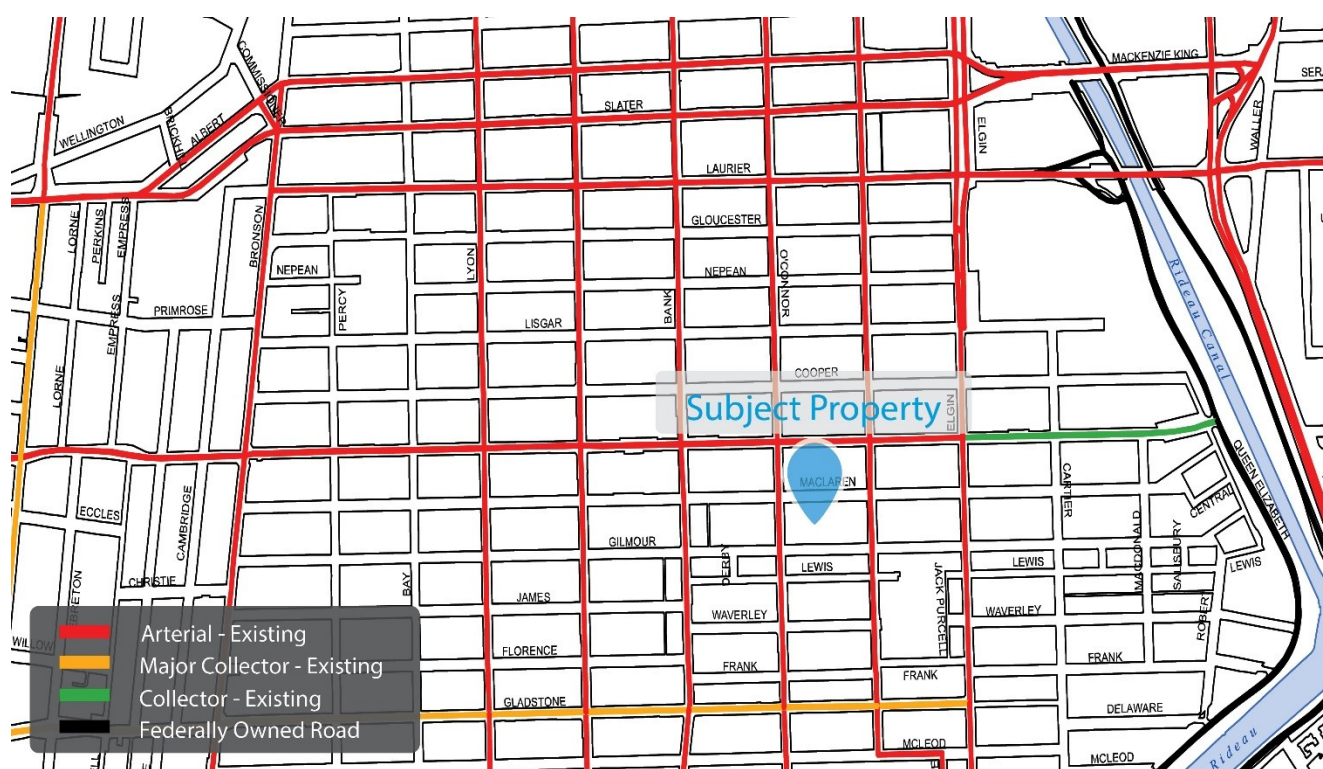 MACKENZIE KING
COMMISSIONER
SLATER
WELLINGTON
BRICKHIL
ALBERT
ELGIN
WALLER
LAURIER
GLOUCESTER
LORNE
PERKINS
EMPRESS
BRONSON
NEPEAN
LYON
NEPEAN
O'CONNOR
Rideau Canal
PRIMROSE
PERCY
LISGAR
BANK
EMPRESS
LORNE
COOPER
Subject Property
ELGIN
QUEEN ELIZABETH
MACLAREN
CARTIER
CENTRAL
ECCLES
CAMBRIDGE
GILMOUR
DERBY
LEWIS
JACK PURCELL
LEWIS
MACDONALD
SALISBURY
LEWIS
CHRISTIE
BAY
JAMES
WAVERLEY
WAVERLEY
ROBERT
EBRETON
WILLOW
FLORENCE
FRANK
FRANK
FRANK
GLADSTONE
DELAWARE
MCLEOD
MCLEOD
Rideau
Arterial - Existing
Major Collector - Existing
Collector - Existing
Federally Owned Road